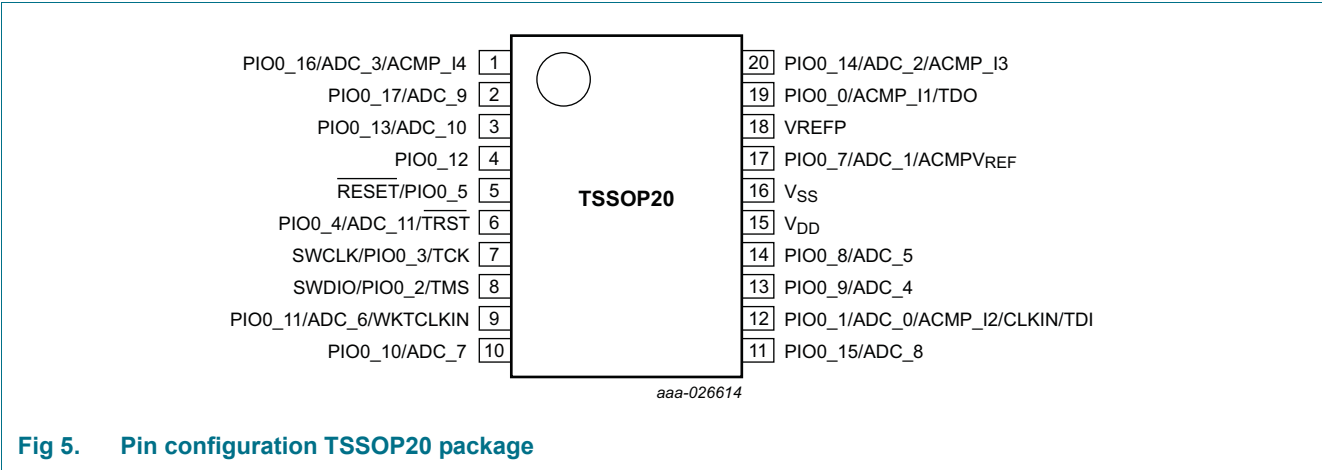 PIO0_16/ADC_3/ACMP_I4 1
PIO0_17/ADC_9 2
PIO0_13/ADC_10 3
PIO0_12 4
RESET/PIO0_5 5
PIO0_4/ADC_11/TRST 6
SWCLK/PIO0_3/TCK 7
SWDIO/PIO0_2/TMS 8
PIO0_11/ADC_6/WKTCLKIN 9
PIO0_10/ADC_7 10
TSSOP20
20 PIO0_14/ADC_2/ACMP_I3
19 PIO0_0/ACMP_I1/TDO
18 VREFP
17 PIO0_7/ADC_1/ACMPVREF
16 VSS
15 VDD
14 PIO0_8/ADC_5
13 PIO0_9/ADC_4
12 PIO0_1/ADC_0/ACMP_I2/CLKIN/TDI
11 PIO0_15/ADC_8
aaa-026614
Fig 5. Pin configuration TSSOP20 package